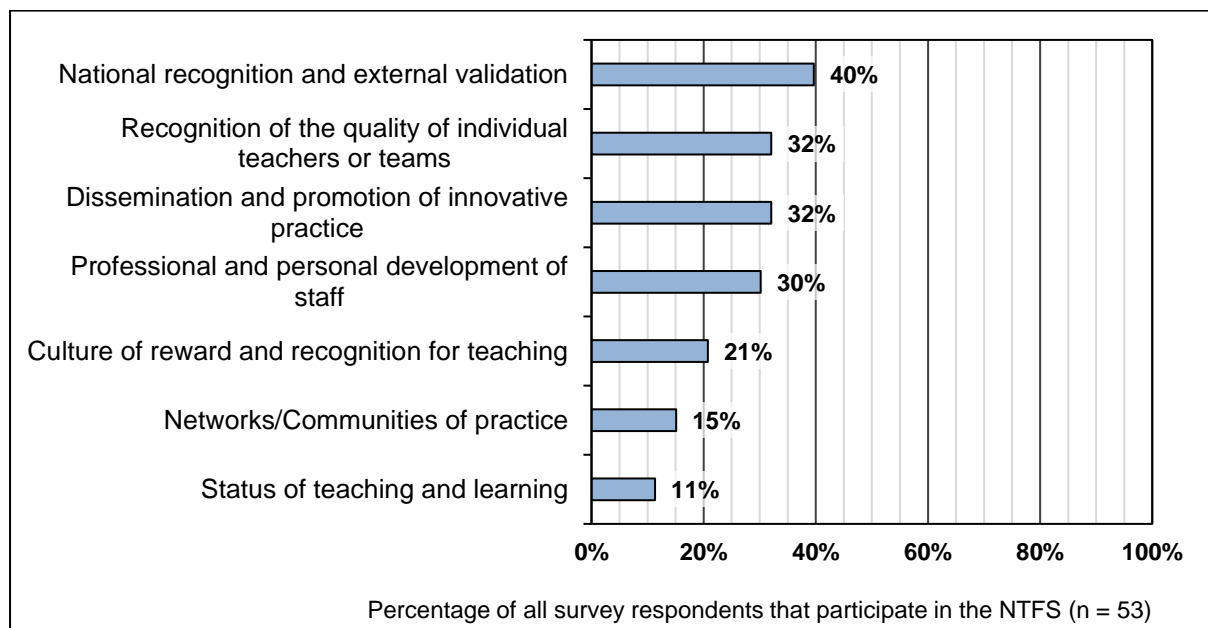 National recognition and external validation
40%
Recognition of the quality of individual
teachers or teams
32%
Dissemination and promotion of innovative
practice
32%
Professional and personal development of
staff
30%
Culture of reward and recognition for teaching
21%
Networks/Communities of practice
15%
Status of teaching and learning
11%
0% 20% 40% 60% 80% 100%
Percentage of all survey respondents that participate in the NTFS (n = 53)